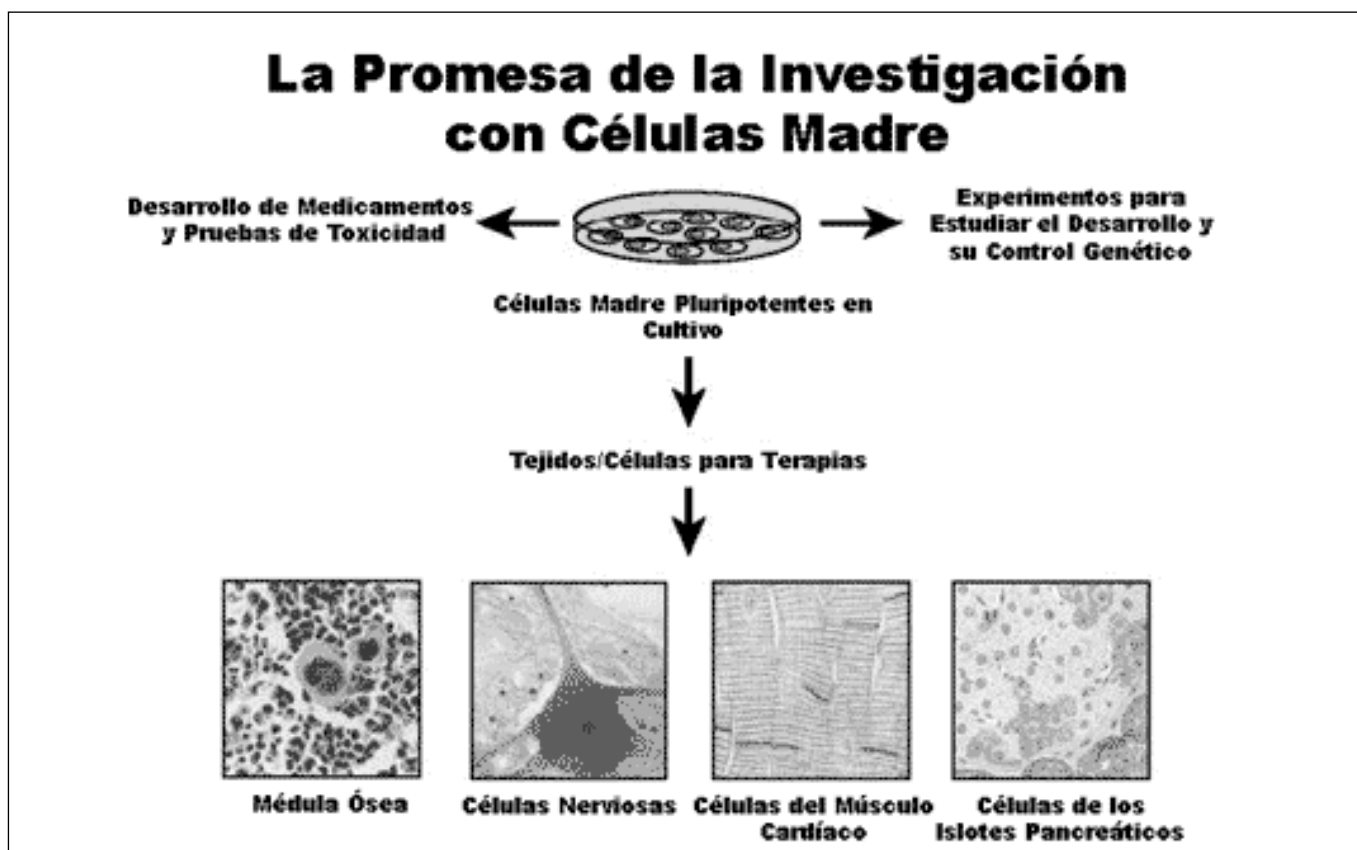 La Promesa de la Investigación
con Células Madre
Desarrollo de Medicamentos
y Pruebas de Toxicidad
Experimentos para
Estudiar el Desarrollo y
su Control Genético
Células Madre Pluripotentes en
Cultivo
Tejidos/Células para Terapias
Médula Ósea
Células Nerviosas
Células del Músculo
Cardíaco
Células de los
Islotes Pancreáticos